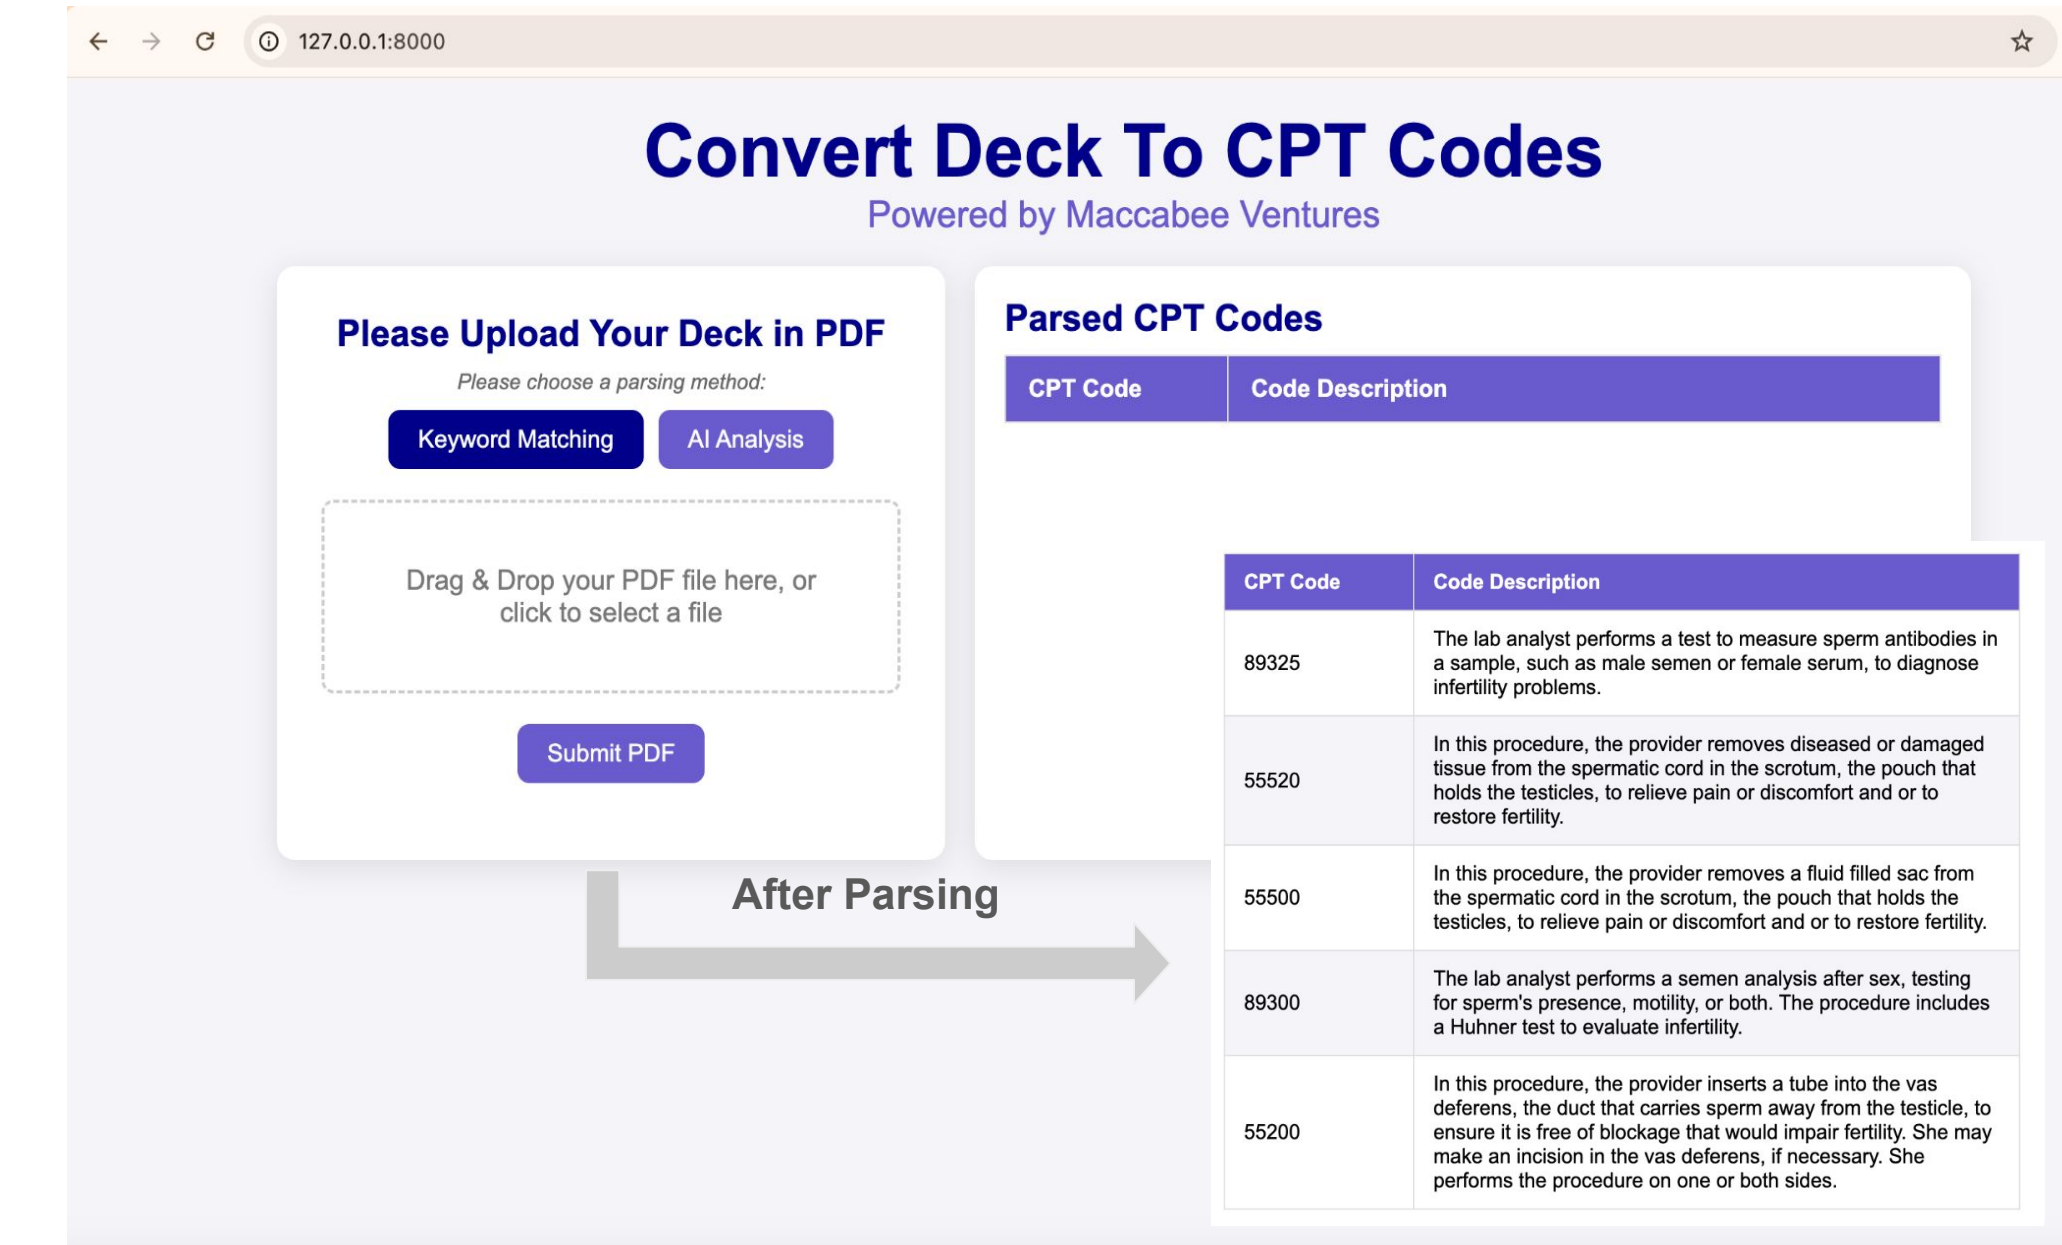 127.0.0.1:8000
Convert Deck To CPT Codes
Powered by Maccabee Ventures
Please Upload Your Deck in PDF
Please choose a parsing method:
Keyword Matching
AI Analysis
Drag & Drop your PDF file here, or
click to select a file
Submit PDF
Parsed CPT Codes
CPT Code
Code Description
After Parsing
CPT Code
Code Description
89325
The lab analyst performs a test to measure sperm antibodies in
a sample, such as male semen or female serum, to diagnose
infertility problems.
55520
In this procedure, the provider removes diseased or damaged
tissue from the spermatic cord in the scrotum, the pouch that
holds the testicles, to relieve pain or discomfort and or to
restore fertility.
55500
In this procedure, the provider removes a fluid filled sac from
the spermatic cord in the scrotum, the pouch that holds the
testicles, to relieve pain or discomfort and or to restore fertility.
89300
The lab analyst performs a semen analysis after sex, testing
for sperm's presence, motility, or both. The procedure includes
a Huhner test to evaluate infertility.
55200
In this procedure, the provider inserts a tube into the vas
deferens, the duct that carries sperm away from the testicle, to
ensure it is free of blockage that would impair fertility. She may
make an incision in the vas deferens, if necessary. She
performs the procedure on one or both sides.